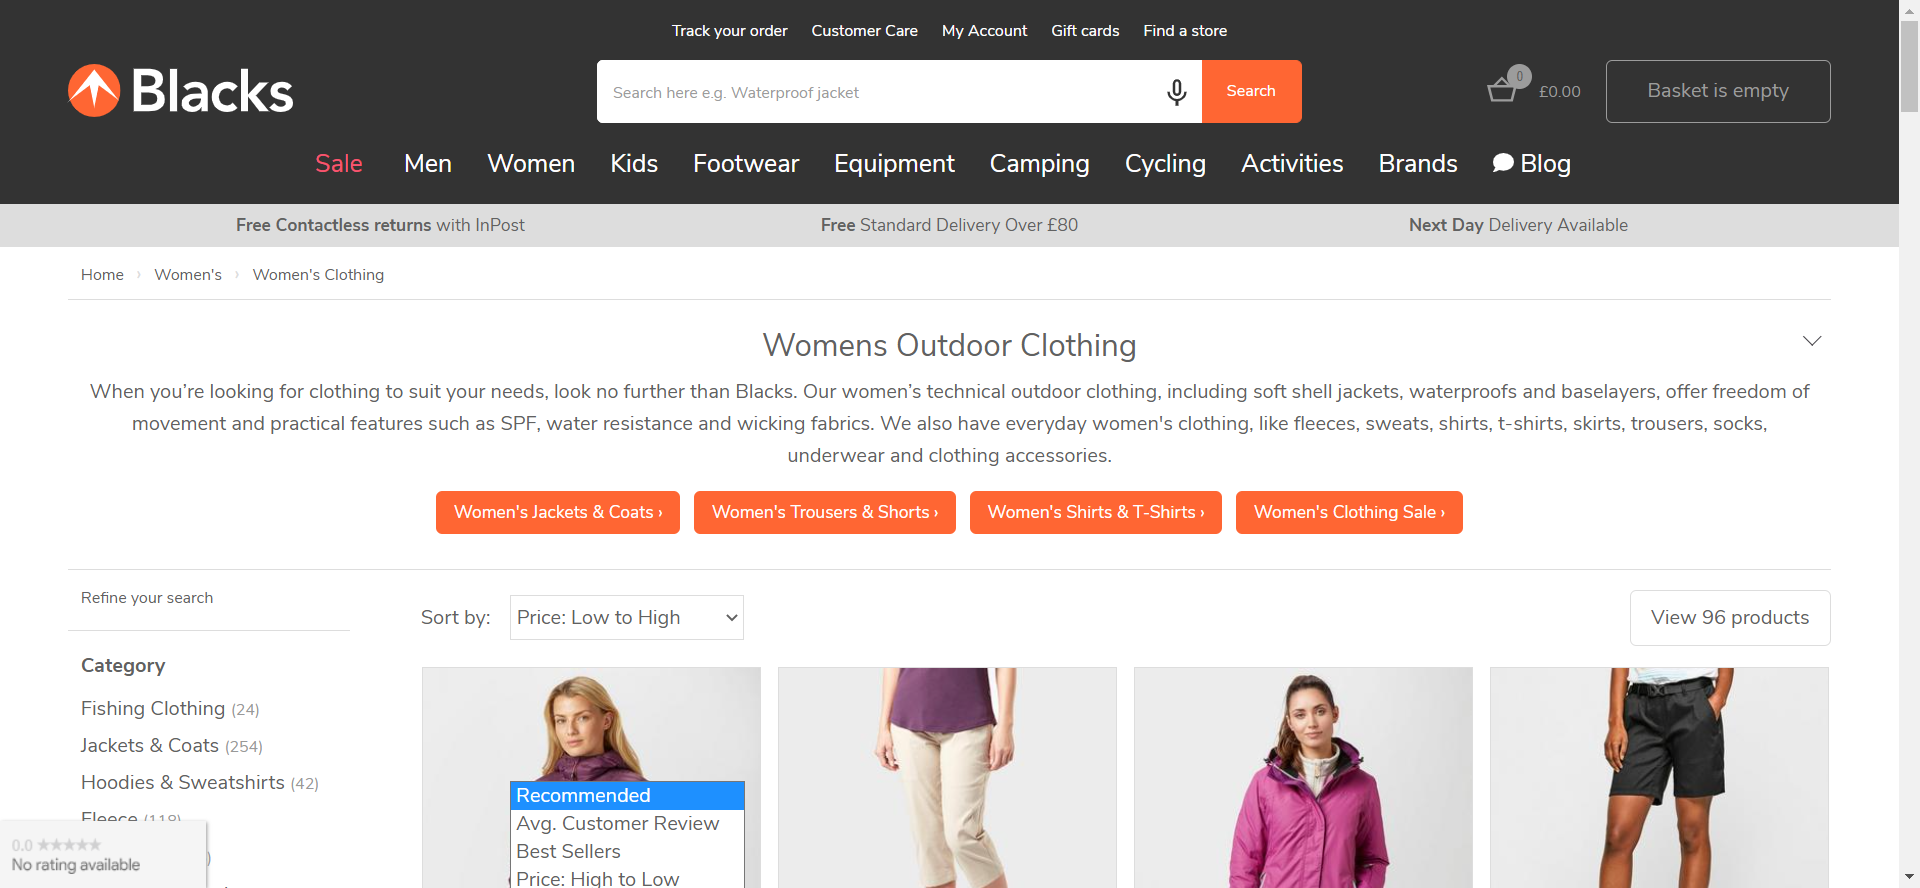 Track your order Customer Care My Account Gift cards Find a store
Blacks
Search here e.g. Waterproof jacket
Search
0
£0.00
Basket is empty
Sale Men Women Kids Footwear Equipment Camping Cycling Activities Brands Blog
Free Contactless returns with InPost
Free Standard Delivery Over £80
Next Day Delivery Available
Home › Women's › Women's Clothing
Womens Outdoor Clothing
When you’re looking for clothing to suit your needs, look no further than Blacks. Our women’s technical outdoor clothing, including soft shell jackets, waterproofs and baselayers, offer freedom of
movement and practical features such as SPF, water resistance and wicking fabrics. We also have everyday women's clothing, like fleeces, sweats, shirts, t-shirts, skirts, trousers, socks,
underwear and clothing accessories.
Women's Jackets & Coats › Women's Trousers & Shorts › Women's Shirts & T-Shirts › Women's Clothing Sale ›
Refine your search
Sort by: Price: Low to High
View 96 products
Category
Fishing Clothing (24)
Jackets & Coats (254)
Hoodies & Sweatshirts (42)
Fleece (118)
Recommended
Avg. Customer Review
Best Sellers
Price: High to Low
0.0 ★★★★★
No rating available